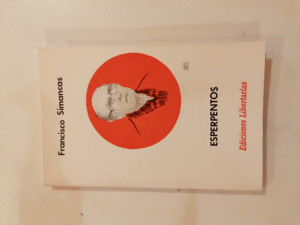 Francisco Simancas
ESPERPENTOS
Ediciones Libertarias